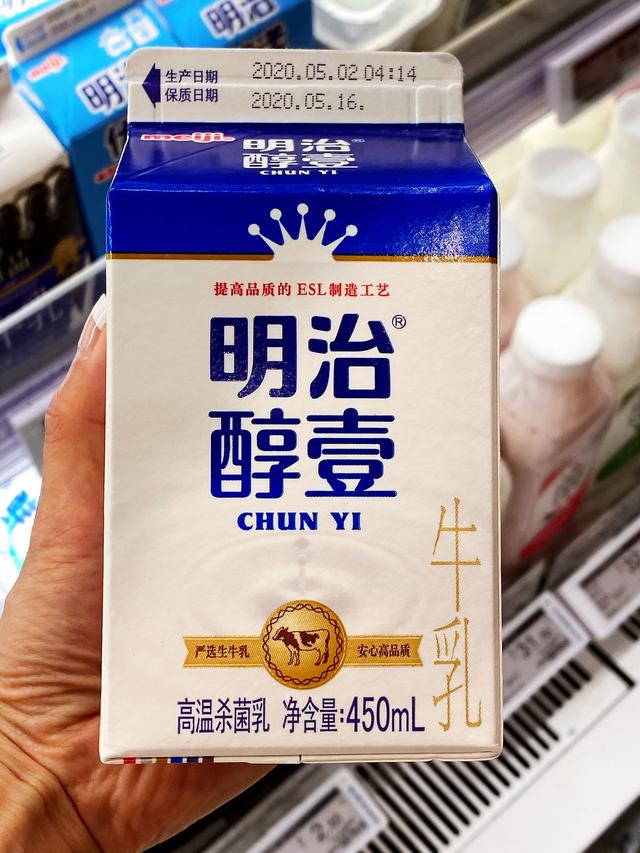 生产日期 2020.05.02 04:14
保质日期 2020.05.16.
meiji
明治®
醇壹
CHUN YI
提高品质的 ESL制造工艺
明治®
醇壹
CHUN YI
牛乳
严选生牛乳 安心高品质
高温杀菌乳 净含量:450mL
meiji
明治